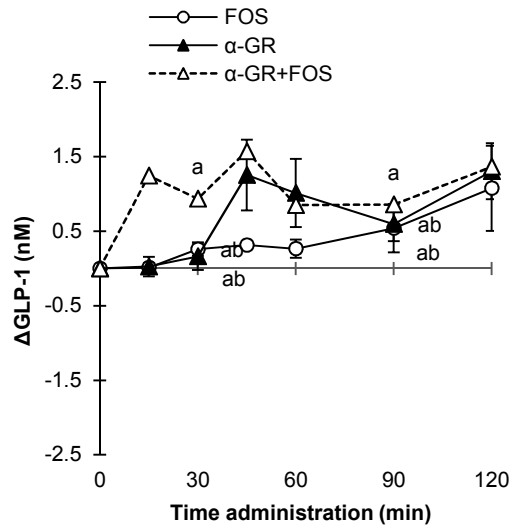 FOS
α-GR
α-GR+FOS
2.5
1.5
0.5
-0.5
-1.5
-2.5
ΔGLP-1 (nM)
a
a
ab
ab
ab
ab
0
30
60
90
120
Time administration (min)